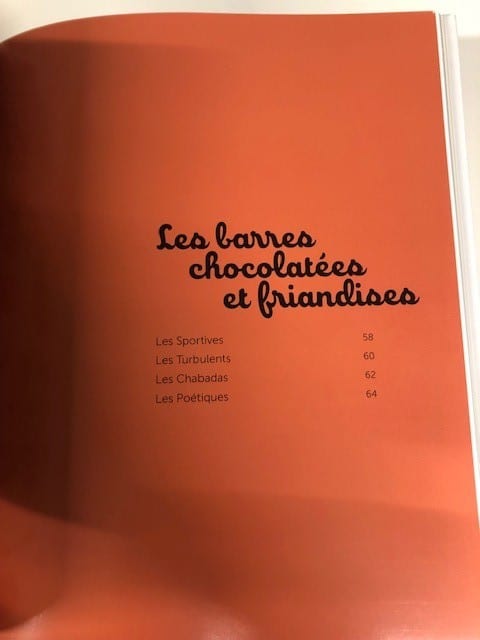 Les barres
chocolatées
et friandises
Les Sportives 58
Les Turbulents 60
Les Chabadas 62
Les Poétiques 64